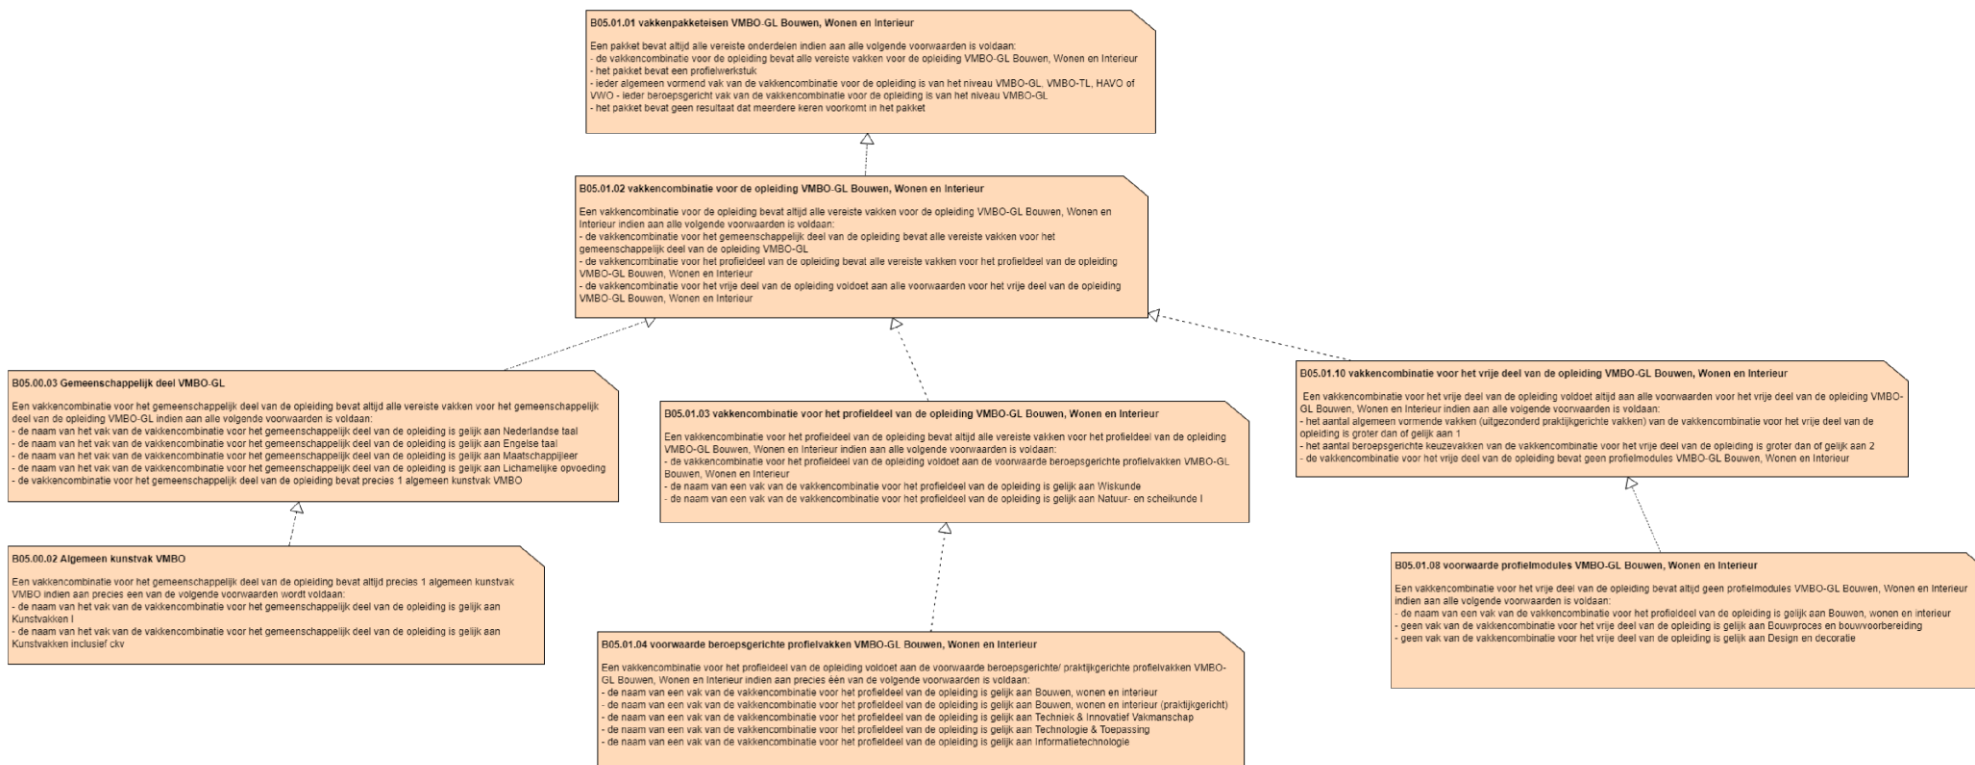 B05.01.01 vakkenpakketeisen VMBO-GL Bouwen, Wonen en Interieur
Een pakket bevat altijd alle vereiste onderdelen indien aan alle volgende voorwaarden is voldaan:
- de vakkencombinatie voor de opleiding bevat alle vereiste vakken voor de opleiding VMBO-GL Bouwen, Wonen en Interieur
- het pakket bevat een profielwerkstuk
- ieder algemeen vormend vak van de vakkencombinatie voor de opleiding is van het niveau VMBO-GL, VMBO-TL, HAVO of
VWO - ieder beroepsgericht vak van de vakkencombinatie voor de opleiding is van het niveau VMBO-GL
- het pakket bevat geen resultaat dat meerdere keren voorkomt in het pakket
B05.01.02 vakkencombinatie voor de opleiding VMBO-GL Bouwen, Wonen en Interieur
Een vakkencombinatie voor de opleiding bevat altijd alle vereiste vakken voor de opleiding VMBO-GL Bouwen, Wonen en
Interieur indien aan alle volgende voorwaarden is voldaan:
- de vakkencombinatie voor het gemeenschappelijk deel van de opleiding bevat alle vereiste vakken voor het
gemeenschappelijk deel van de opleiding VMBO-GL
- de vakkencombinatie voor het profieldeel van de opleiding bevat alle vereiste vakken voor het profieldeel van de opleiding
VMBO-GL Bouwen, Wonen en Interieur
- de vakkencombinatie voor het vrije deel van de opleiding voldoet aan alle voorwaarden voor het vrije deel van de opleiding
VMBO-GL Bouwen, Wonen en Interieur
B05.00.03 Gemeenschappelijk deel VMBO-GL
Een vakkencombinatie voor het gemeenschappelijk deel van de opleiding bevat altijd alle vereiste vakken voor het gemeenschappelijk
deel van de opleiding VMBO-GL indien aan alle volgende voorwaarden is voldaan:
- de naam van het vak van de vakkencombinatie voor het gemeenschappelijk deel van de opleiding is gelijk aan Nederlandse taal
- de naam van het vak van de vakkencombinatie voor het gemeenschappelijk deel van de opleiding is gelijk aan Engelse taal
- de naam van het vak van de vakkencombinatie voor het gemeenschappelijk deel van de opleiding is gelijk aan Maatschappijleer
- de naam van het vak van de vakkencombinatie voor het gemeenschappelijk deel van de opleiding is gelijk aan Lichamelijke opvoeding
- de vakkencombinatie voor het gemeenschappelijk deel van de opleiding bevat precies 1 algemeen kunstvak VMBO
B05.01.03 vakkencombinatie voor het profieldeel van de opleiding VMBO-GL Bouwen, Wonen en Interieur
Een vakkencombinatie voor het profieldeel van de opleiding bevat altijd alle vereiste vakken voor het profieldeel van de opleiding
VMBO-GL Bouwen, Wonen en Interieur indien aan alle volgende voorwaarden is voldaan:
- de vakkencombinatie voor het profieldeel van de opleiding voldoet aan de voorwaarde beroepsgerichte profielvakken VMBO-GL
Bouwen, Wonen en Interieur
- de naam van een vak van de vakkencombinatie voor het profieldeel van de opleiding is gelijk aan Wiskunde
- de naam van een vak van de vakkencombinatie voor het profieldeel van de opleiding is gelijk aan Natuur- en scheikunde I
B05.01.10 vakkencombinatie voor het vrije deel van de opleiding VMBO-GL Bouwen, Wonen en Interieur
Een vakkencombinatie voor het vrije deel van de opleiding voldoet altijd aan alle voorwaarden voor het vrije deel van de opleiding VMBO-
GL Bouwen, Wonen en Interieur indien aan alle volgende voorwaarden is voldaan:
- het aantal algemeen vormende vakken (uitgezonderd praktijkgerichte vakken) van de vakkencombinatie voor het vrije deel van de
opleiding is groter dan of gelijk aan 1
- het aantal beroepsgerichte keuzevakken van de vakkencombinatie voor het vrije deel van de opleiding is groter dan of gelijk aan 2
- de vakkencombinatie voor het vrije deel van de opleiding bevat geen profielmodules VMBO-GL Bouwen, Wonen en Interieur
B05.00.02 Algemeen kunstvak VMBO
Een vakkencombinatie voor het gemeenschappelijk deel van de opleiding bevat altijd precies 1 algemeen kunstvak
VMBO indien aan precies een van de volgende voorwaarden wordt voldaan:
- de naam van het vak van de vakkencombinatie voor het gemeenschappelijk deel van de opleiding is gelijk aan
Kunstvakken I
- de naam van het vak van de vakkencombinatie voor het gemeenschappelijk deel van de opleiding is gelijk aan
Kunstvakken inclusief ckv
B05.01.04 voorwaarde beroepsgerichte profielvakken VMBO-GL Bouwen, Wonen en Interieur
Een vakkencombinatie voor het profieldeel van de opleiding voldoet aan de voorwaarde beroepsgerichte/ praktijkgerichte profielvakken VMBO-
GL Bouwen, Wonen en Interieur indien aan precies één van de volgende voorwaarden is voldaan:
- de naam van een vak van de vakkencombinatie voor het profieldeel van de opleiding is gelijk aan Bouwen, wonen en interieur
- de naam van een vak van de vakkencombinatie voor het profieldeel van de opleiding is gelijk aan Bouwen, wonen en interieur (praktijkgericht)
- de naam van een vak van de vakkencombinatie voor het profieldeel van de opleiding is gelijk aan Techniek & Innovatief Vakmanschap
- de naam van een vak van de vakkencombinatie voor het profieldeel van de opleiding is gelijk aan Technologie & Toepassing
- de naam van een vak van de vakkencombinatie voor het profieldeel van de opleiding is gelijk aan Informatietechnologie
B05.01.08 voorwaarde profielmodules VMBO-GL Bouwen, Wonen en Interieur
Een vakkencombinatie voor het vrije deel van de opleiding bevat altijd geen profielmodules VMBO-GL Bouwen, Wonen en Interieur
indien aan alle volgende voorwaarden is voldaan:
- de naam van een vak van de vakkencombinatie voor het profieldeel van de opleiding is gelijk aan Bouwen, wonen en interieur
- geen vak van de vakkencombinatie voor het vrije deel van de opleiding is gelijk aan Bouwproces en bouwvoorbereiding
- geen vak van de vakkencombinatie voor het vrije deel van de opleiding is gelijk aan Design en decoratie